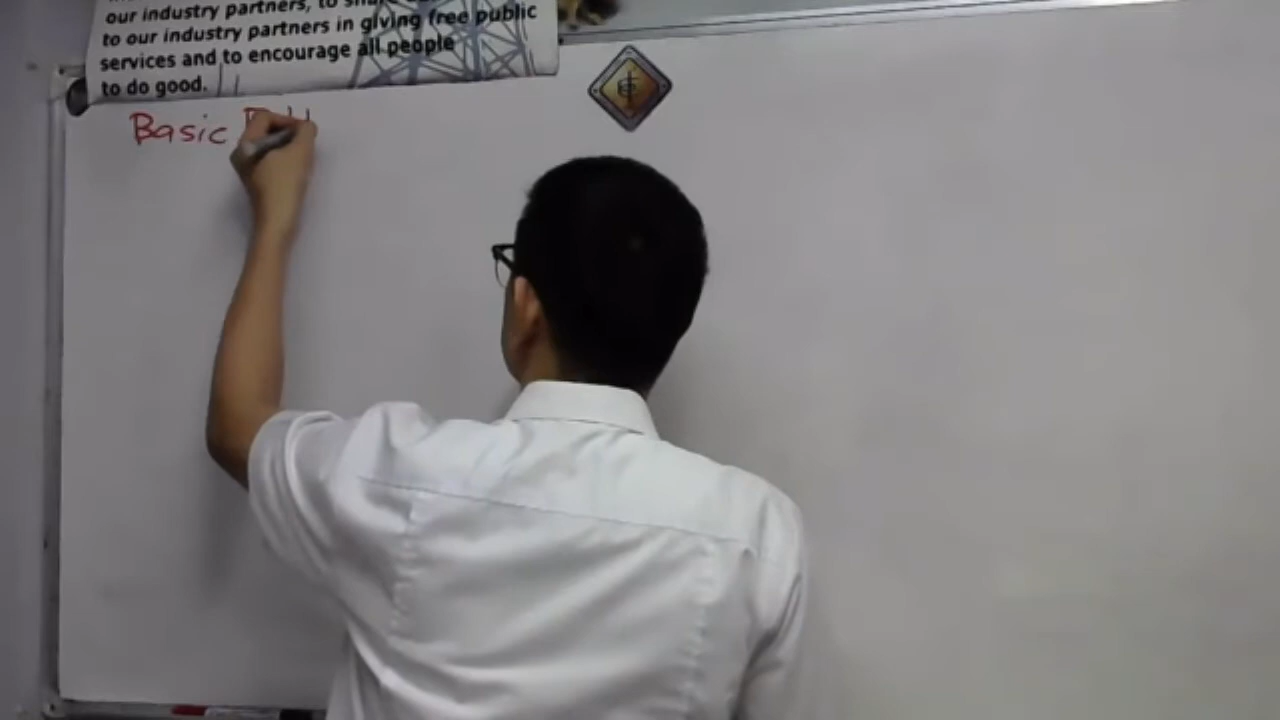 our industry partners, to
to our industry partners in giving free public
services and to encourage all people
to do good.
Basic